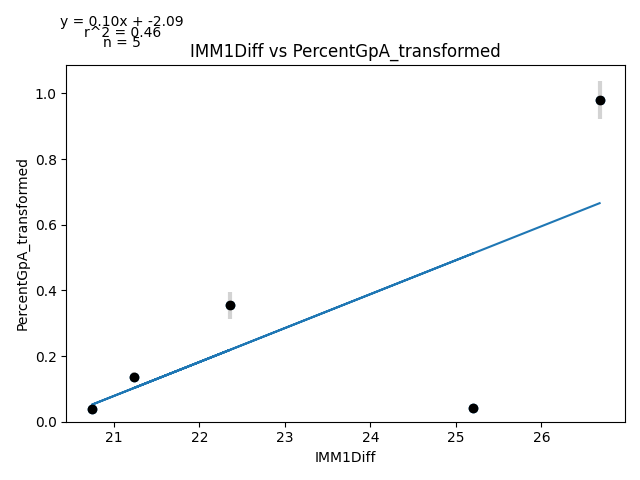 y = 0.10x + -2.09
r^2 = 0.46
n = 5
IMM1Diff vs PercentGpA_transformed
PercentGpA_transformed
1.0
0.8
0.6
0.4
0.2
0.0
21 22 23 24 25 26
IMM1Diff